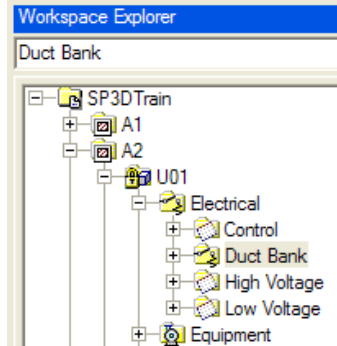 Workspace Explorer
Duct Bank
SP3DTrain
A1
A2
U01
Electrical
Control
Duct Bank
High Voltage
Low Voltage
Equipment